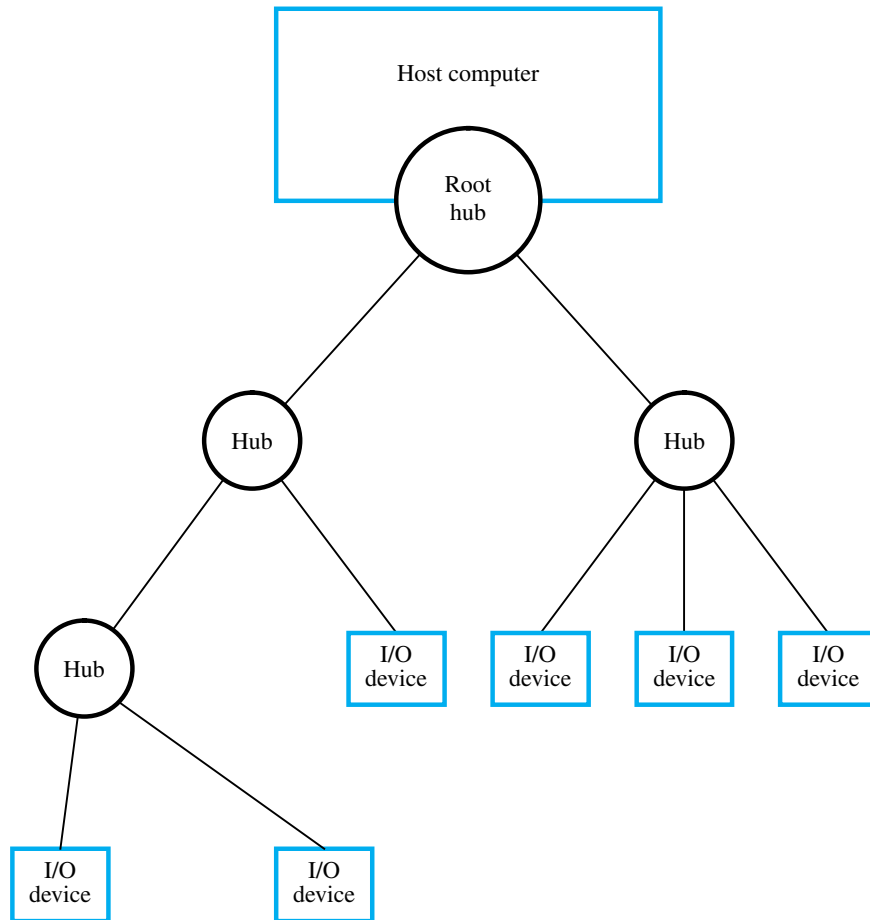 Host computer
Root
hub
Hub
Hub
I/O
device
I/O
device
I/O
device
I/O
device
Hub
I/O
device
I/O
device